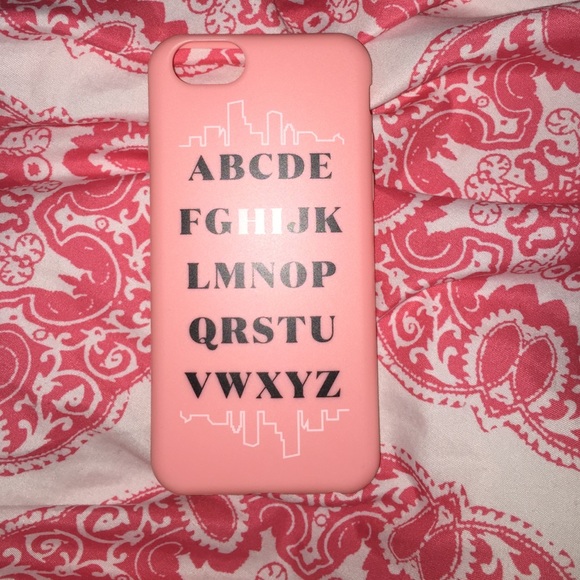 ABCDE
FGHIJK
LMNOP
QRSTU
VWXYZ